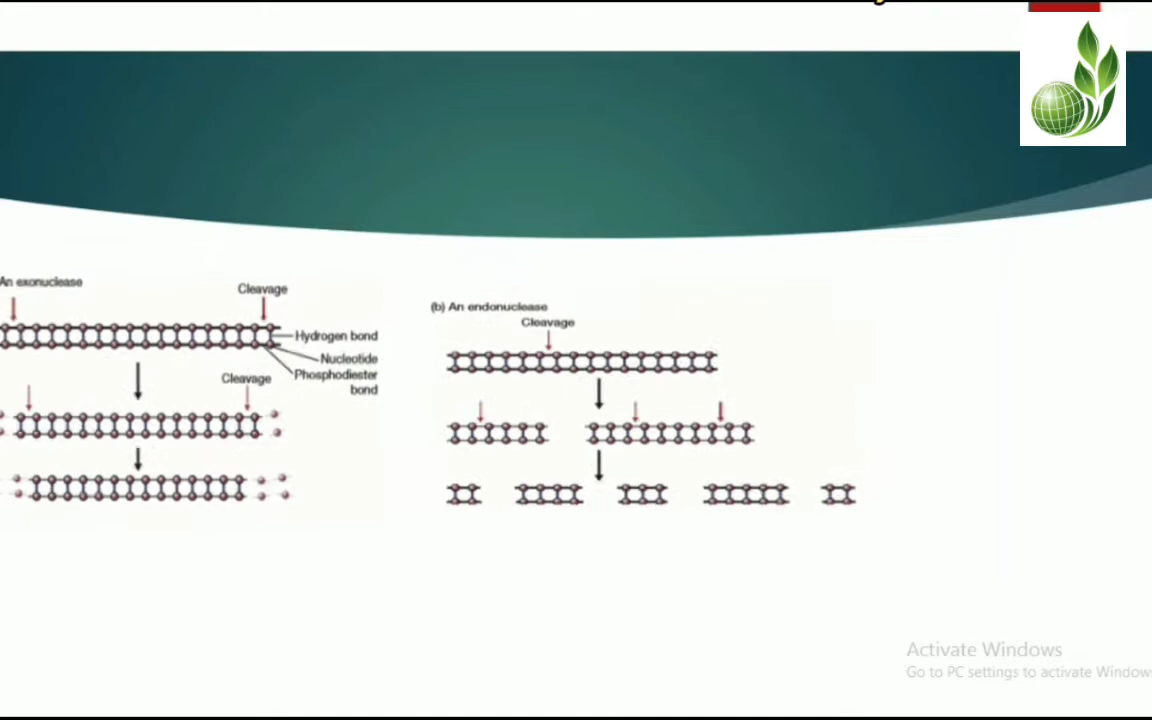 An exonuclease
Cleavage
Hydrogen bond
Nucleotide
Phosphodiester
bond
Cleavage
(b) An endonuclease
Cleavage
Activate Windows
Go to PC settings to activate Windows